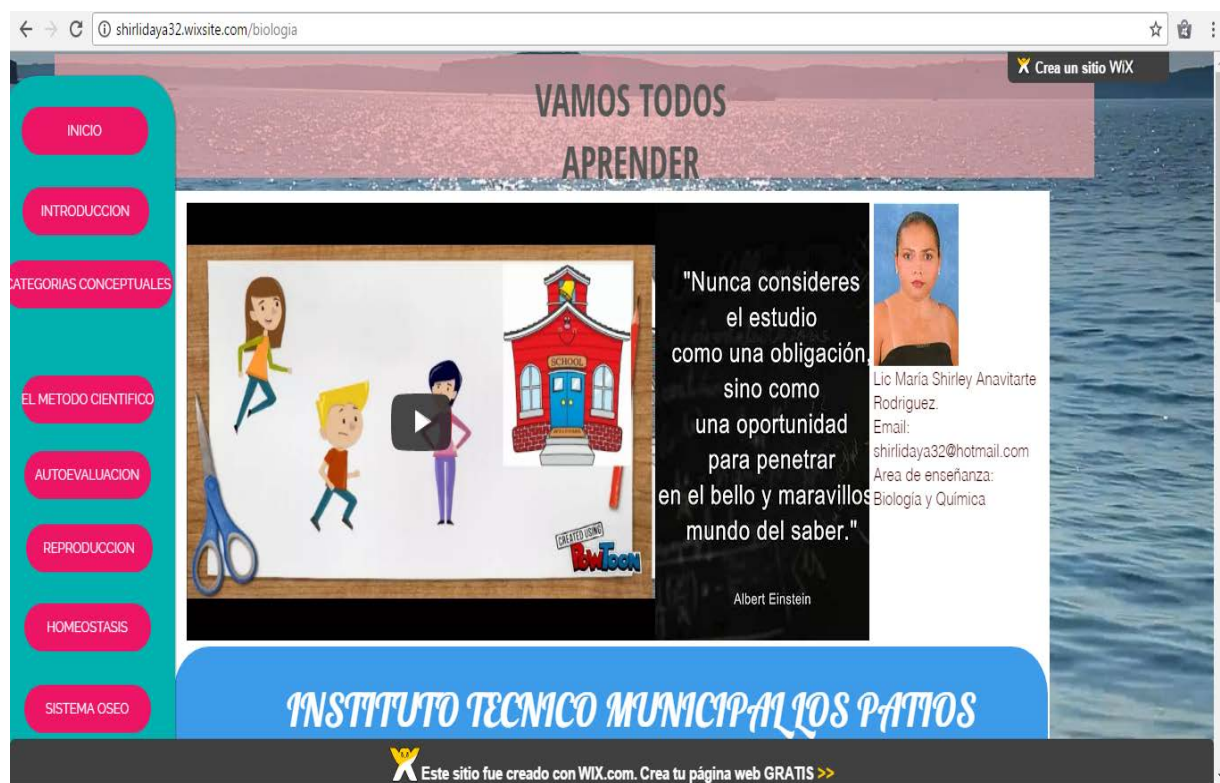 shirlidaya32.wixsite.com/biologia
Crea un sitio WiX
VAMOS TODOS
APRENDER
INICIO
INTRODUCCION
CATEGORIAS CONCEPTUALES
EL METODO CIENTIFICO
AUTOEVALUACION
REPRODUCCION
HOMEOSTASIS
SISTEMA OSEO
SCHOOL
CREATED USING
POWTOON
"Nunca consideres
el estudio
como una obligación,
sino como
una oportunidad
para penetrar
en el bello y maravillos
mundo del saber."
Albert Einstein
Lic María Shirley Anavitarte
Rodriguez.
Email:
shirlidaya32@hotmail.com
Area de enseñanza:
Biología y Química
INSTITUTO TECNICO MUNICIPAL LOS PATIOS
Este sitio fue creado con WIX.com. Crea tu página web GRATIS >>